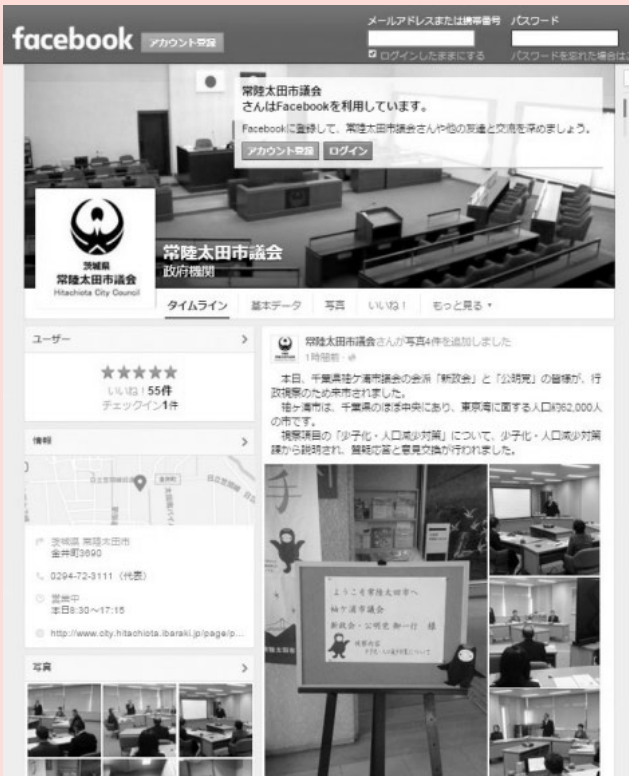 メールアドレスまたは携帯番号 パスワード
facebook アカウント登録
ログインしたままにする パスワードを忘れた場合はこ
常陸太田市議会
さんはFacebookを利用しています。
Facebookに登録して、常陸太田市議会さんや他の友達と交流を深めましょう。
アカウント登録 ログイン
茨城県
常陸太田市議会
Hitachiota City Council
常陸太田市議会
政府機関
タイムライン 基本データ 写真 いいね！ もっと見る
ユーザー
いいね！55件
チェックイン1件
情報
茨城県 常陸太田市
金井町3690
0294-72-3111（代表）
営業中
本日8:30～17:15
http://www.city.hitachiota.ibaraki.jp/page/p...
写真
常陸太田市議会さんが写真4件を追加しました
1時間前
本日、千葉県袖ケ浦市議会の会派「新政会」と「公明党」の皆様が、行
政視察のため来市されました。
袖ケ浦市は、千葉県のほぼ中央にあり、東京湾に面する人口約62,000人
の市です。
視察項目の「少子化・人口減少対策」について、少子化・人口減少対策
課から説明され、質疑応答と意見交換が行われました。
ようこそ常陸太田市へ
袖ケ浦市議会
新政会・公明党 御一行 様
視察内容
少子化・人口減少対策について